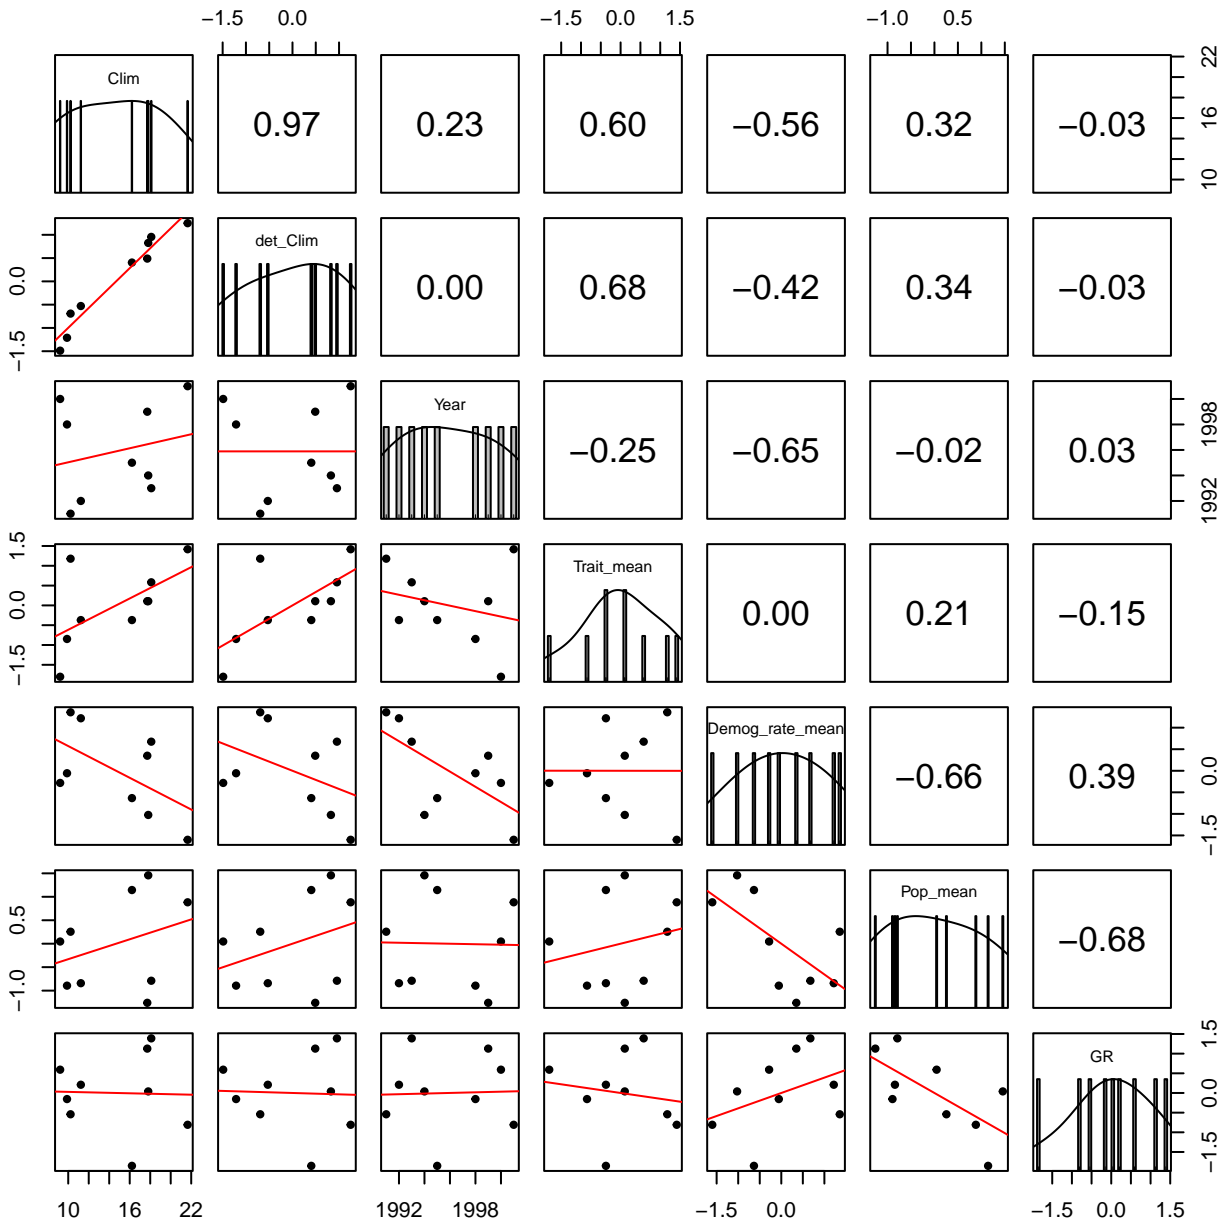 −1.5 0.0 −1.5 0.0 1.5 −1.0 0.5
Clim 0.97 0.23 0.60 −0.56 0.32 −0.03 10 16 22
−1.5 0.0 det_Clim 0.00 0.68 −0.42 0.34 −0.03
Year −0.25 −0.65 −0.02 0.03 1992 1998
−1.5 0.0 1.5 Trait_mean 0.00 0.21 −0.15
Demog_rate_mean −0.66 0.39 −1.5 0.0
−1.0 0.5 Pop_mean −0.68
GR −1.5 0.0 1.5
10 16 22 1992 1998 −1.5 0.0 −1.5 0.0 1.5